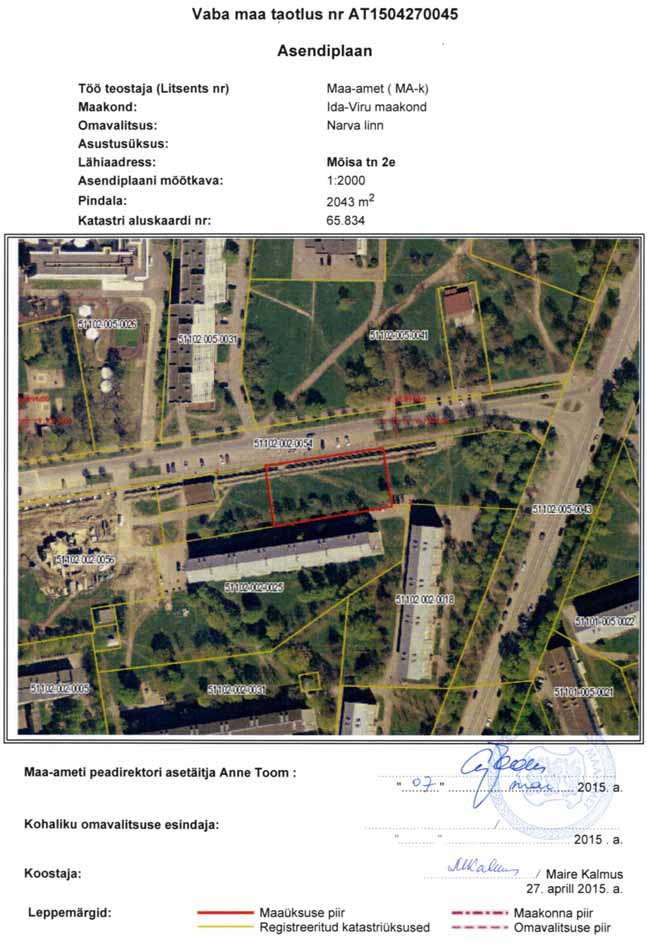 Vaba maa taotlus nr AT1504270045
Asendiplaan
Töö teostaja (Litsents nr) Maa-amet ( MA-k)
Maakond: Ida-Viru maakond
Omavalitsus: Narva linn
Asustusüksus:
Lähiaadress: Mõisa tn 2e
Asendiplaani mõõtkava: 1:2000
Pindala: 2043 m²
Katastri aluskaardi nr: 65.834
51102:005:0026
51102:005:0031
51102:005:0041
51102:002:0054
51102:005:0043
51102:002:0056
51102:002:0025
51102:002:0018
51101:005:0022
51102:002:0005
51102:002:0031
51101:005:0021
Maa-ameti peadirektori asetäitja Anne Toom :
"07" mai 2015. a.
Kohaliku omavalitsuse esindaja: /
" " 2015 . a.
Koostaja: MKalmus / Maire Kalmus
27. aprill 2015. a.
Leppemärgid: Maaüksuse piir Maakonna piir
Registreeritud katastriüksused Omavalitsuse piir